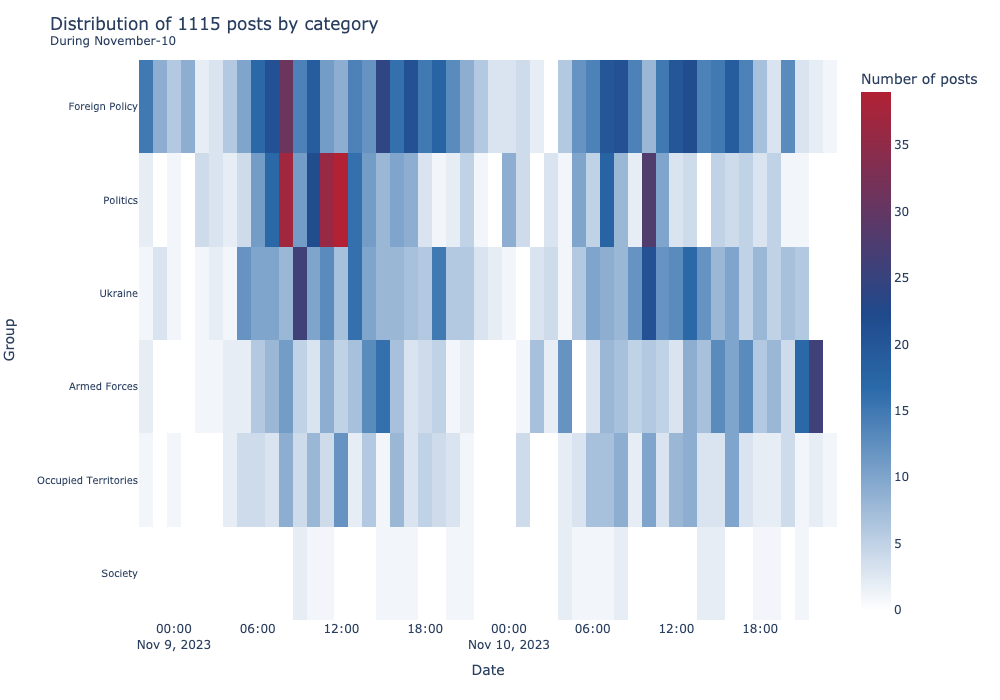 Distribution of 1115 posts by category
During November-10
Number of posts
Foreign Policy
Politics
Ukraine
Armed Forces
Occupied Territories
Society
Group
35
30
25
20
15
10
5
0
00:00
06:00
12:00
18:00
00:00
06:00
12:00
18:00
Nov 9, 2023
Nov 10, 2023
Date